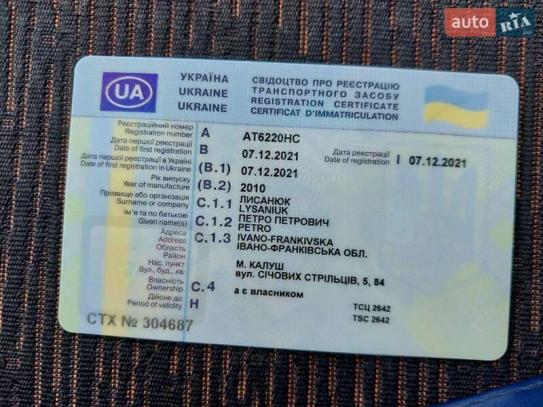 auto RIA
УКРАЇНА
UKRAINE
UKRAINE
UA
СВІДОЦТВО ПРО РЕЄСТРАЦІЮ
ТРАНСПОРТНОГО ЗАСОБУ
REGISTRATION CERTIFICATE
CERTIFICAT D'IMMATRICULATION
Реєстраційний номер
Registration number A AT6220HC
Дата першої реєстрації
Date of first registration B 07.12.2021 Дата реєстрації
Date of registration I 07.12.2021
Дата першої реєстрації в Україні
Date of first registration in Ukraine (B.1) 07.12.2021
Рік випуску
Year of manufacture (B.2) 2010
Прізвище або організація
Surname or company C.1.1 ЛИСАНЮК
LYSANIUK
Ім'я та по батькові
Given name(s) C.1.2 ПЕТРО ПЕТРОВИЧ
PETRO
Адреса
Address C.1.3 IVANO-FRANKIVSKA
Область ІВАНО-ФРАНКІВСЬКА ОБЛ.
Район
Нас. пункт М. КАЛУШ
Вул., буд., кв. вул. СІЧОВИХ СТРІЛЬЦІВ, 5, 84
Власність
Ownership C.4 а є власником
Дійсне до
Period of validity H
ТСЦ 2642
TSC 2642
СТХ № 304687